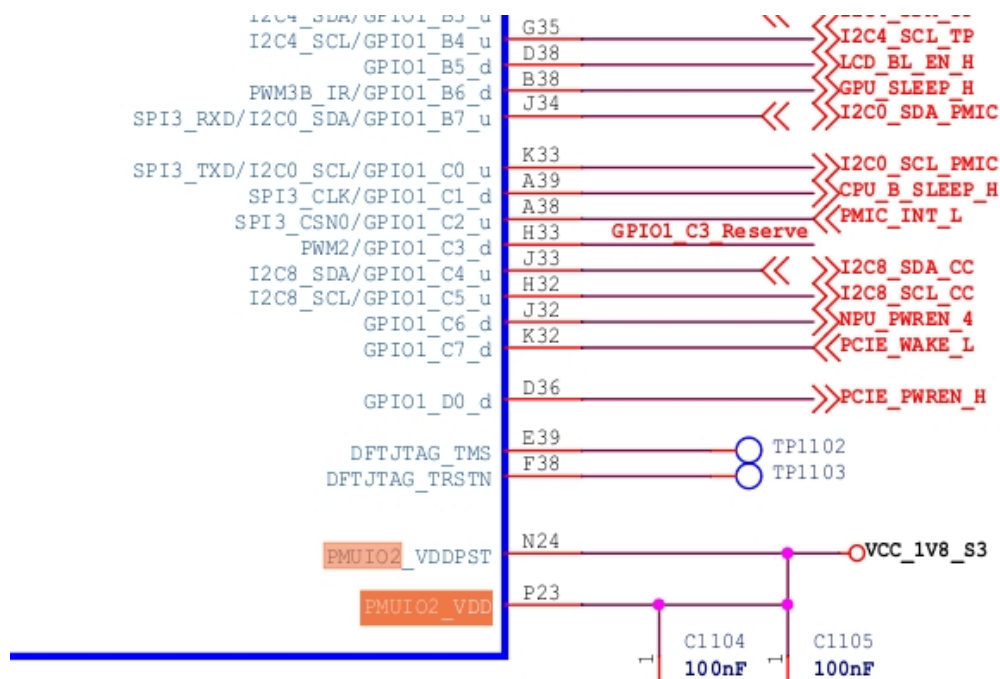 G35
I2C4_SCL/GPIO1_B4_u I2C4_SCL_TP
D38
GPIO1_B5_d LCD_BL_EN_H
B38
PWM3B_IR/GPIO1_B6_d GPU_SLEEP_H
J34
SPI3_RXD/I2C0_SDA/GPIO1_B7_u I2C0_SDA_PMIC
K33
SPI3_TXD/I2C0_SCL/GPIO1_C0_u I2C0_SCL_PMIC
A39
SPI3_CLK/GPIO1_C1_d CPU_B_SLEEP_H
A38
SPI3_CSN0/GPIO1_C2_u PMIC_INT_L
H33 GPIO1_C3_Reserve
PWM2/GPIO1_C3_d
J33
I2C8_SDA/GPIO1_C4_u I2C8_SDA_CC
H32
I2C8_SCL/GPIO1_C5_u I2C8_SCL_CC
J32
GPIO1_C6_d NPU_PWREN_4
K32
GPIO1_C7_d PCIE_WAKE_L
D36
GPIO1_D0_d PCIE_PWREN_H
E39
DFTJTAG_TMS TP1102
F38
DFTJTAG_TRSTN TP1103
N24
PMUIO2_VDDPST VCC_1V8_S3
P23
PMUIO2_VDD
C1104 C1105
1 100nF 1 100nF